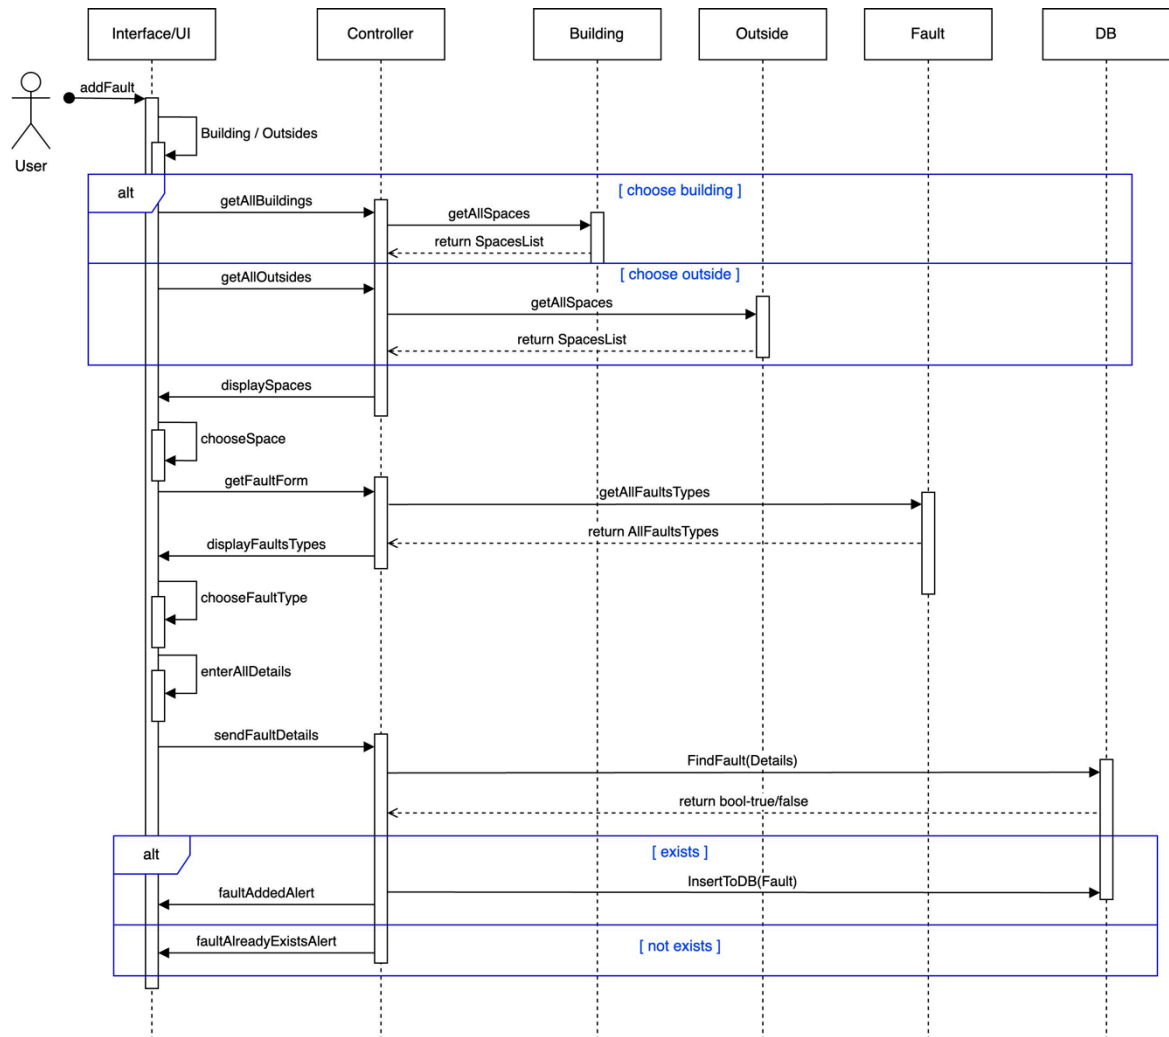 Interface/UI
Controller
Building
Outside
Fault
DB
addFault
User
Building / Outsides
alt
[ choose building ]
getAllBuildings
getAllSpaces
return SpacesList
[ choose outside ]
getAllOutsides
getAllSpaces
return SpacesList
displaySpaces
chooseSpace
getFaultForm
getAllFaultsTypes
return AllFaultsTypes
displayFaultsTypes
chooseFaultType
enterAllDetails
sendFaultDetails
FindFault(Details)
return bool-true/false
alt
[ exists ]
InsertToDB(Fault)
faultAddedAlert
faultAlreadyExistsAlert
[ not exists ]